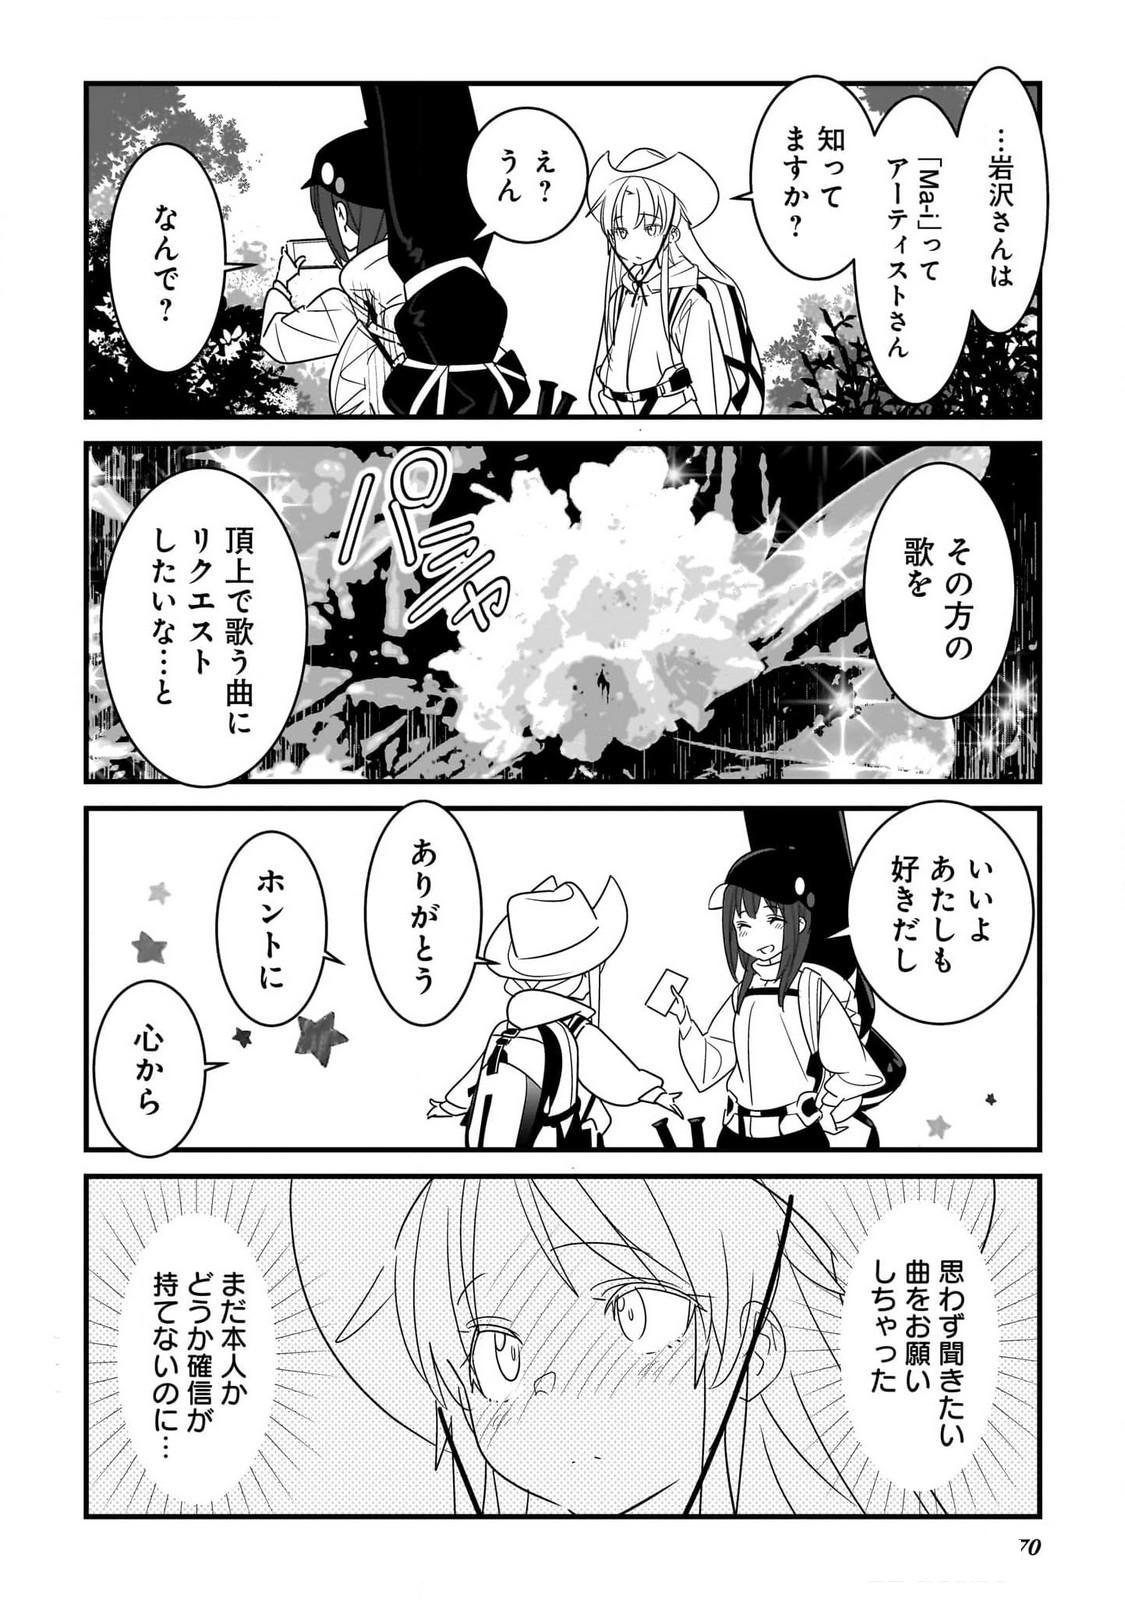 …岩沢さんは
「Ma-i」って
アーティストさん
知って
ますか?
え?
うん
なんで?
その方の
歌を
パシャ
頂上で歌う曲に
リクエスト
したいな…と
いいよ
あたしも
好きだし
ありがとう
ホントに
心から
思わず聞きたい
曲をお願い
しちゃった
まだ本人か
どうか確信が
持てないのに…
70